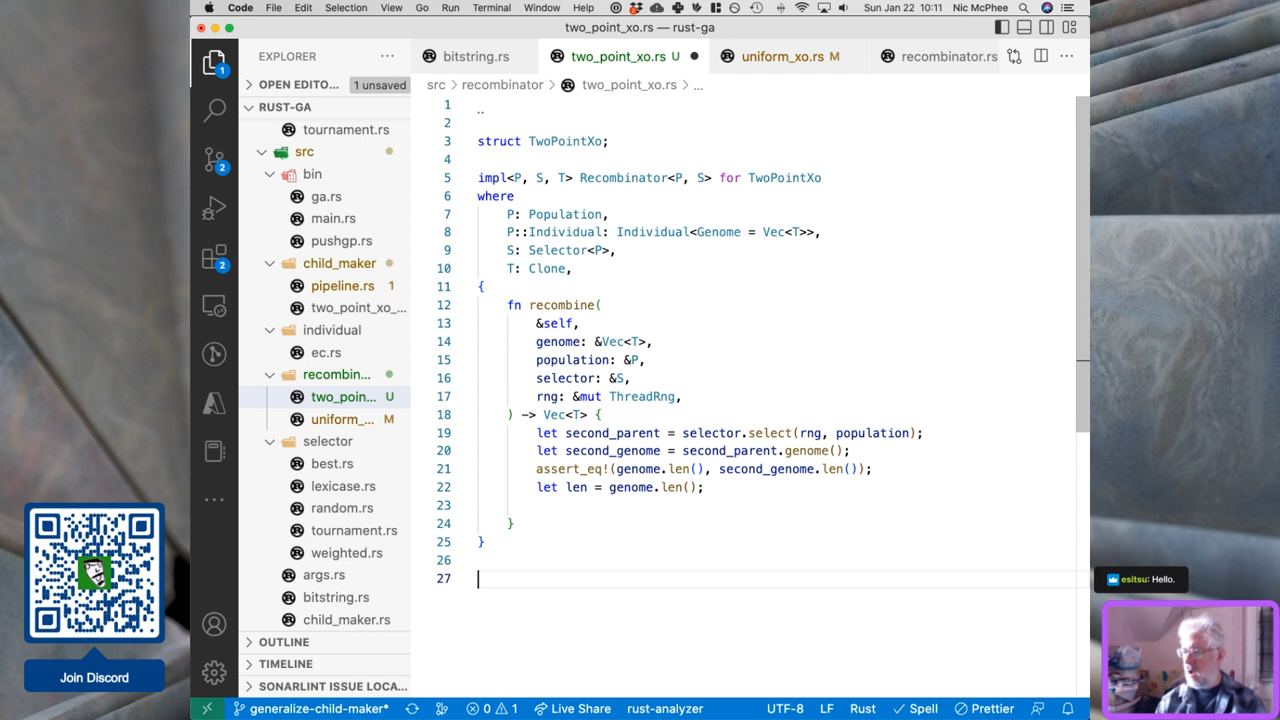 Code File Edit Selection View Go Run Terminal Window Help Sun Jan 22 10:11 Nic McPhee
two_point_xo.rs — rust-ga
EXPLORER ···
bitstring.rs two_point_xo.rs U uniform_xo.rs M recombinator.rs
OPEN EDITO... 1 unsaved
src > recombinator > two_point_xo.rs > ...
RUST-GA
tournament.rs
src
bin
ga.rs
main.rs
pushgp.rs
child_maker
pipeline.rs 1
two_point_xo_...
individual
ec.rs
recombin...
two_poin... U
uniform_... M
selector
best.rs
lexicase.rs
random.rs
tournament.rs
weighted.rs
args.rs
bitstring.rs
child_maker.rs
OUTLINE
TIMELINE
SONARLINT ISSUE LOCA...
1
2
2
1
2
3 struct TwoPointXo;
4
5 impl<P, S, T> Recombinator<P, S> for TwoPointXo
6 where
7 P: Population,
8 P::Individual: Individual<Genome = Vec<T>>,
9 S: Selector<P>,
10 T: Clone,
11 {
12 fn recombine(
13 &self,
14 genome: &Vec<T>,
15 population: &P,
16 selector: &S,
17 rng: &mut ThreadRng,
18 ) -> Vec<T> {
19 let second_parent = selector.select(rng, population);
20 let second_genome = second_parent.genome();
21 assert_eq!(genome.len(), second_genome.len());
22 let len = genome.len();
23
24 }
25 }
26
27
esitsu: Hello.
Join Discord
generalize-child-maker* 0 1 Live Share rust-analyzer UTF-8 LF Rust Spell Prettier